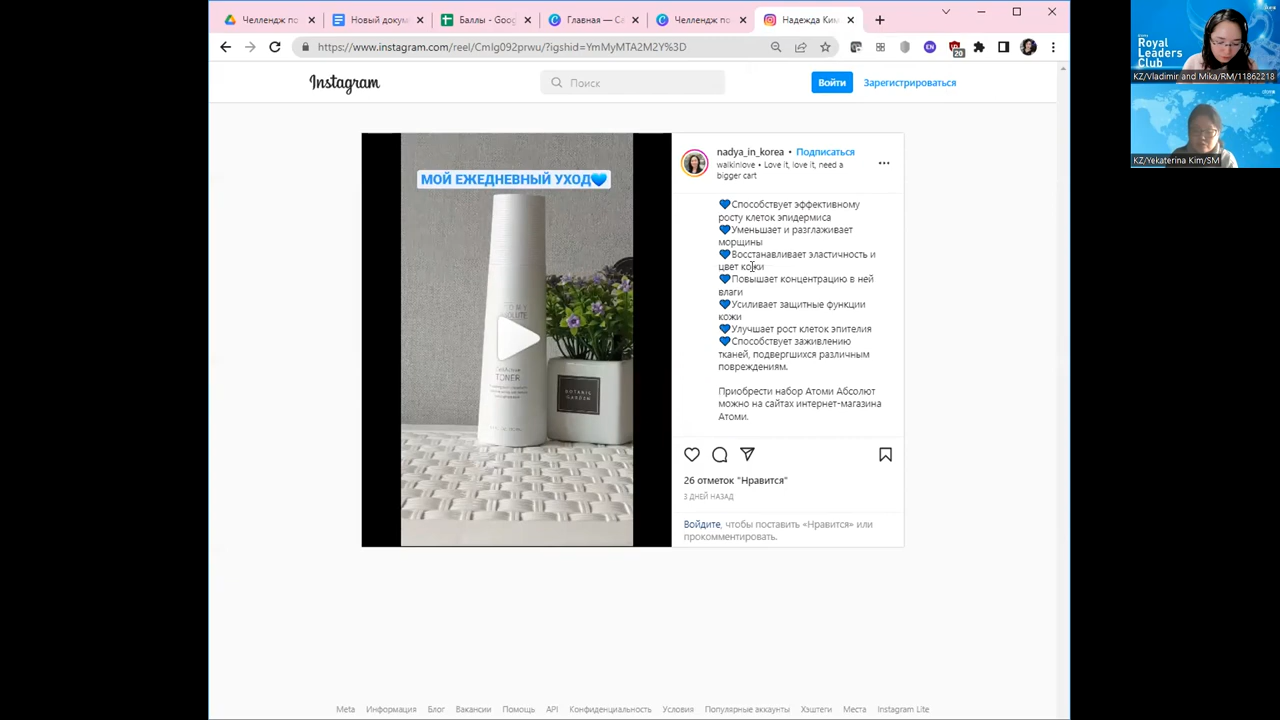 Челлендж по
Новый докум
Баллы - Goog
Главная — Ca
Челлендж по
Надежда Ким
https://www.instagram.com/reel/CmIg092prwu/?igshid=YmMyMTA2M2Y%3D
EN
20
Instagram
Поиск
Войти
Зарегистрироваться
МОЙ ЕЖЕДНЕВНЫЙ УХОД💙
TONER
BOTANIC
GARDEN
nadya_in_korea • Подписаться
walkinlove • Love it, love it, need a
bigger cart
💙Способствует эффективному
росту клеток эпидермиса
💙Уменьшает и разглаживает
морщины
💙Восстанавливает эластичность и
цвет кожи
💙Повышает концентрацию в ней
влаги
💙Усиливает защитные функции
кожи
💙Улучшает рост клеток эпителия
💙Способствует заживлению
тканей, подвергшихся различным
повреждениям.
Приобрести набор Атоми Абсолют
можно на сайтах интернет-магазина
Атоми.
26 отметок "Нравится"
3 ДНЕЙ НАЗАД
Войдите, чтобы поставить «Нравится» или
прокомментировать.
Meta Информация Блог Вакансии Помощь API Конфиденциальность Условия Популярные аккаунты Хэштеги Места Instagram Lite
Royal
Leaders
Club
KZ/Vladimir and Mika/RM/11862218
KZ/Yekaterina Kim/SM